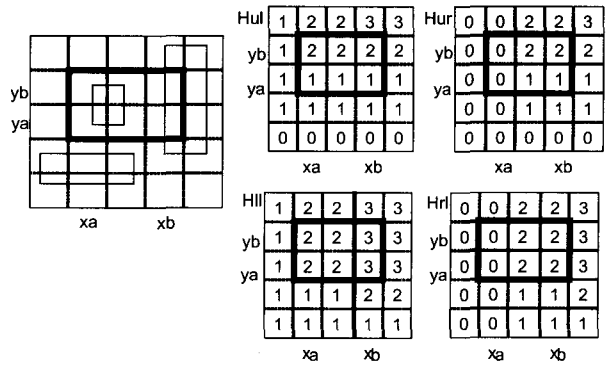 yb
ya
xa xb
Hul 1 2 2 3 3
yb 1 2 2 2 2
ya 1 1 1 1 1
1 1 1 1 1
0 0 0 0 0
xa xb
Hur 0 0 2 2 3
yb 0 0 2 2 2
ya 0 0 1 1 1
0 0 1 1 1
0 0 0 0 0
xa xb
Hll 1 2 2 3 3
yb 1 2 2 3 3
ya 1 2 2 3 3
1 1 1 2 2
1 1 1 1 1
xa xb
Hrl 0 0 2 2 3
yb 0 0 2 2 3
ya 0 0 2 2 3
0 0 1 1 2
0 0 1 1 1
xa xb